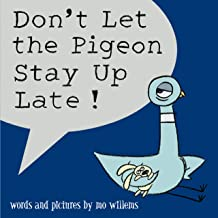 Don't Let
the Pigeon
Stay Up
Late!
words and pictures by mo willems